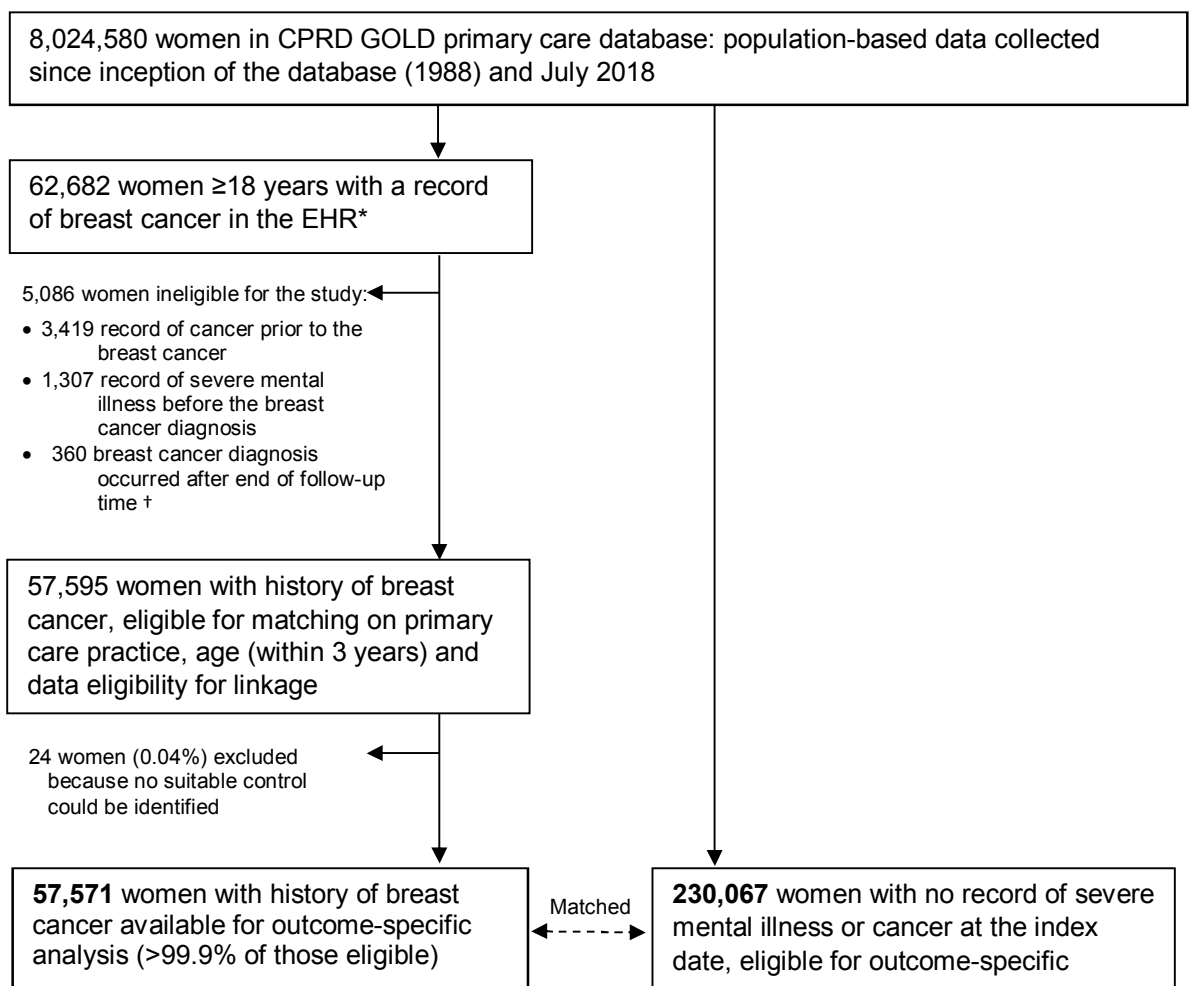 8,024,580 women in CPRD GOLD primary care database: population-based data collected
since inception of the database (1988) and July 2018
62,682 women ≥18 years with a record
of breast cancer in the EHR*
5,086 women ineligible for the study:
• 3,419 record of cancer prior to the
breast cancer
• 1,307 record of severe mental
illness before the breast
cancer diagnosis
• 360 breast cancer diagnosis
occurred after end of follow-up
time †
57,595 women with history of breast
cancer, eligible for matching on primary
care practice, age (within 3 years) and
data eligibility for linkage
24 women (0.04%) excluded
because no suitable control
could be identified
57,571 women with history of breast
cancer available for outcome-specific
analysis (>99.9% of those eligible)
Matched
230,067 women with no record of severe
mental illness or cancer at the index
date, eligible for outcome-specific